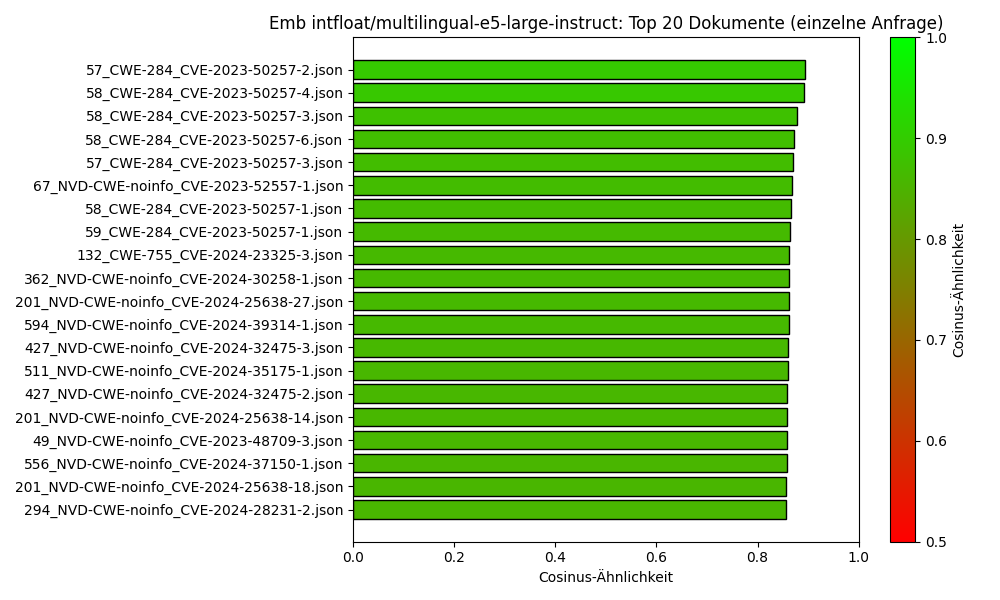 Emb intfloat/multilingual-e5-large-instruct: Top 20 Dokumente (einzelne Anfrage)
57_CWE-284_CVE-2023-50257-2.json
58_CWE-284_CVE-2023-50257-4.json
58_CWE-284_CVE-2023-50257-3.json
58_CWE-284_CVE-2023-50257-6.json
57_CWE-284_CVE-2023-50257-3.json
67_NVD-CWE-noinfo_CVE-2023-52557-1.json
58_CWE-284_CVE-2023-50257-1.json
59_CWE-284_CVE-2023-50257-1.json
132_CWE-755_CVE-2024-23325-3.json
362_NVD-CWE-noinfo_CVE-2024-30258-1.json
201_NVD-CWE-noinfo_CVE-2024-25638-27.json
594_NVD-CWE-noinfo_CVE-2024-39314-1.json
427_NVD-CWE-noinfo_CVE-2024-32475-3.json
511_NVD-CWE-noinfo_CVE-2024-35175-1.json
427_NVD-CWE-noinfo_CVE-2024-32475-2.json
201_NVD-CWE-noinfo_CVE-2024-25638-14.json
49_NVD-CWE-noinfo_CVE-2023-48709-3.json
556_NVD-CWE-noinfo_CVE-2024-37150-1.json
201_NVD-CWE-noinfo_CVE-2024-25638-18.json
294_NVD-CWE-noinfo_CVE-2024-28231-2.json
0.0 0.2 0.4 0.6 0.8 1.0
Cosinus-Ähnlichkeit
1.0
0.9
0.8
0.7
0.6
0.5
Cosinus-Ähnlichkeit